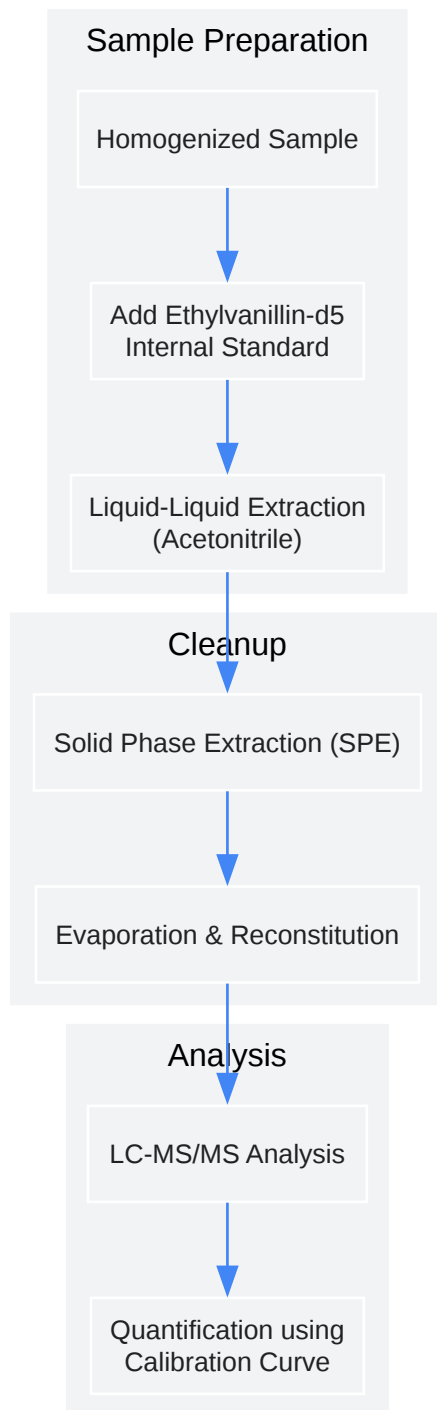 Sample Preparation
Homogenized Sample
Add Ethylvanillin-d5
Internal Standard
Liquid-Liquid Extraction
(Acetonitrile)
Cleanup
Solid Phase Extraction (SPE)
Evaporation & Reconstitution
Analysis
LC-MS/MS Analysis
Quantification using
Calibration Curve